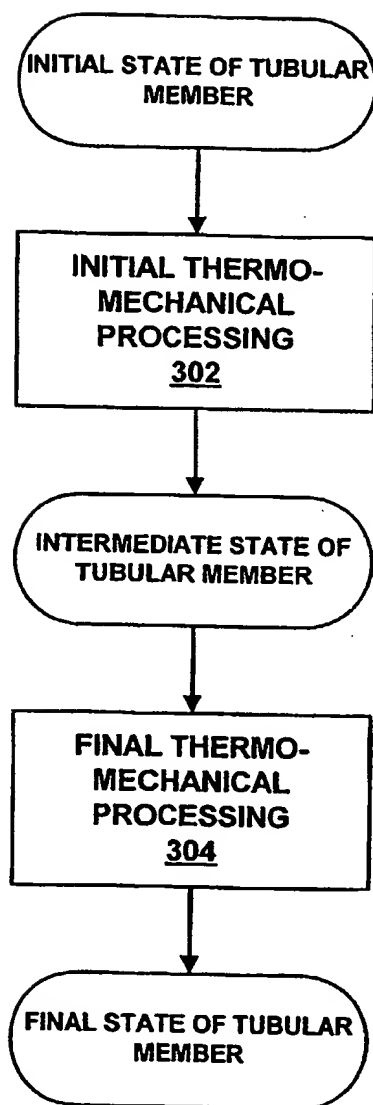 INITIAL STATE OF TUBULAR
MEMBER
INITIAL THERMO-
MECHANICAL
PROCESSING
302
INTERMEDIATE STATE OF
TUBULAR MEMBER
FINAL THERMO-
MECHANICAL
PROCESSING
304
FINAL STATE OF TUBULAR
MEMBER